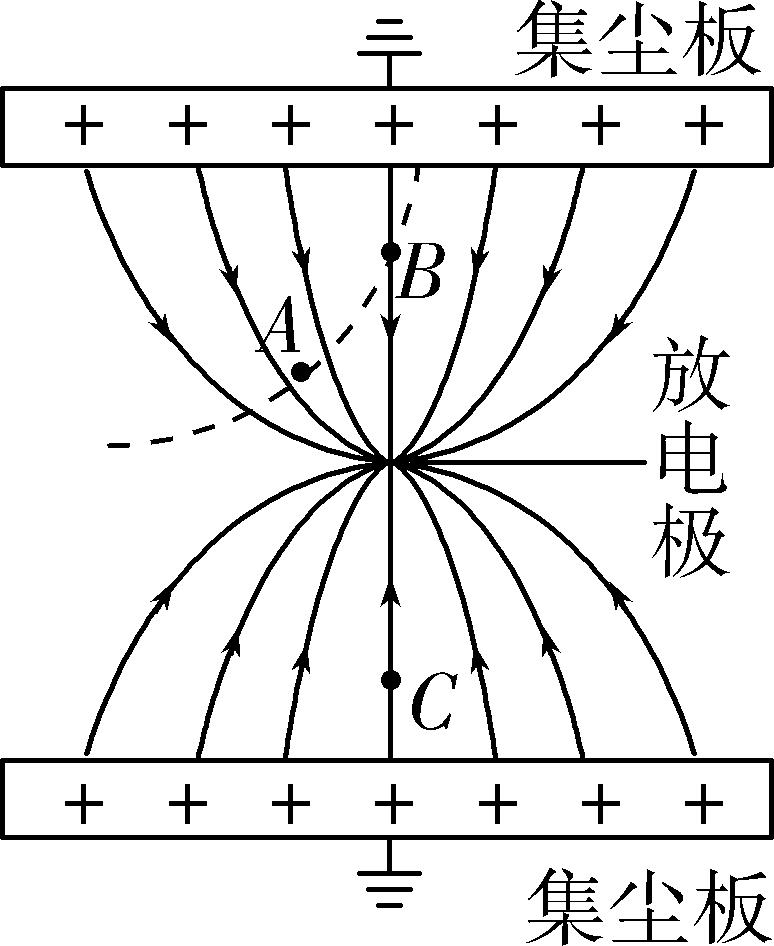 集尘板
+ + + + + + +
B
A
放电极
C
+ + + + + + +
集尘板